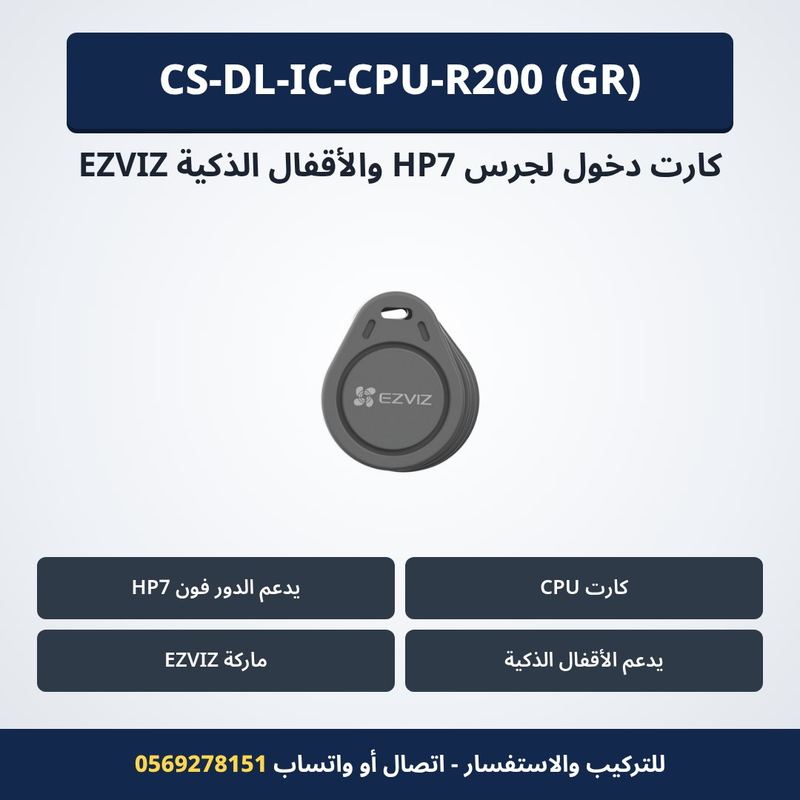 CS-DL-IC-CPU-R200 (GR)
كارت دخول لجرس HP7 والأقفال الذكية EZVIZ
EZVIZ
كارت CPU
يدعم الدور فون HP7
يدعم الأقفال الذكية
ماركة EZVIZ
للتركيب والاستفسار - اتصال أو واتساب 0569278151